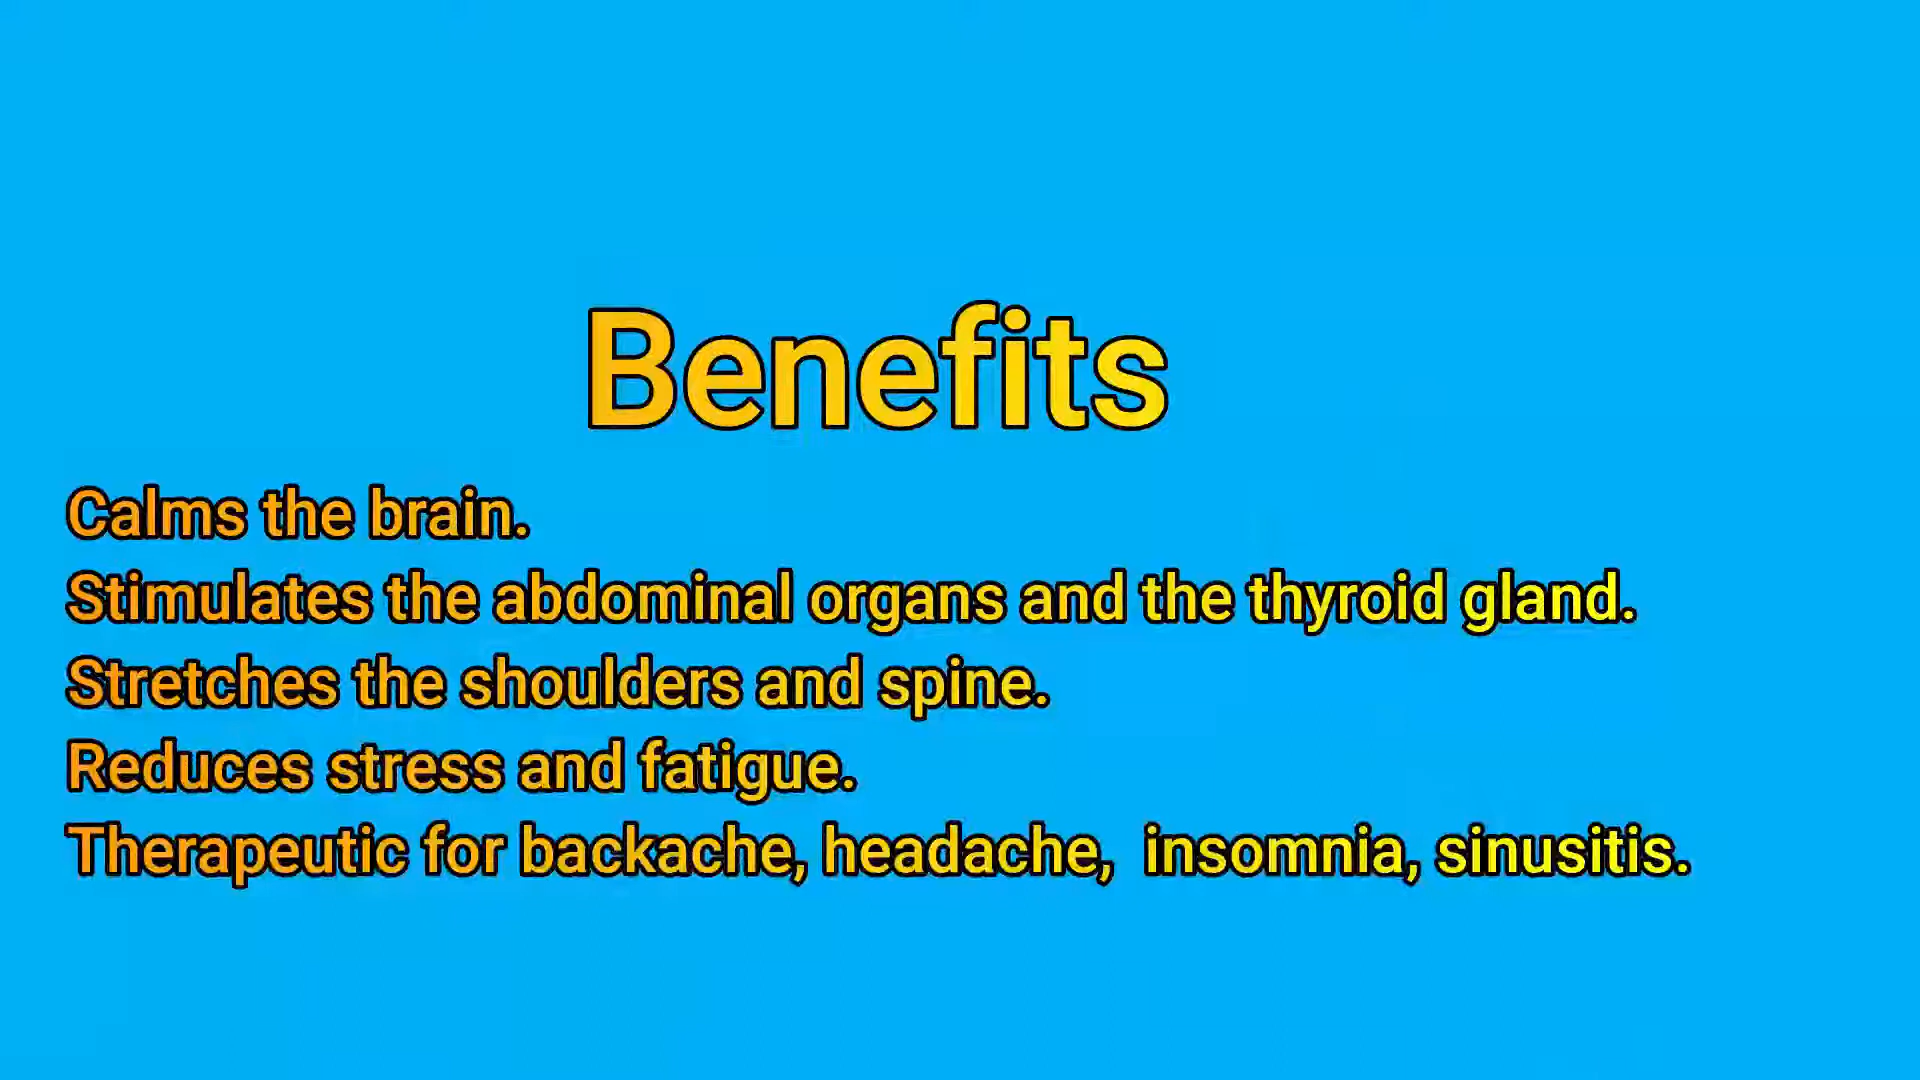 Benefits
Calms the brain.
Stimulates the abdominal organs and the thyroid gland.
Stretches the shoulders and spine.
Reduces stress and fatigue.
Therapeutic for backache, headache,  insomnia, sinusitis.